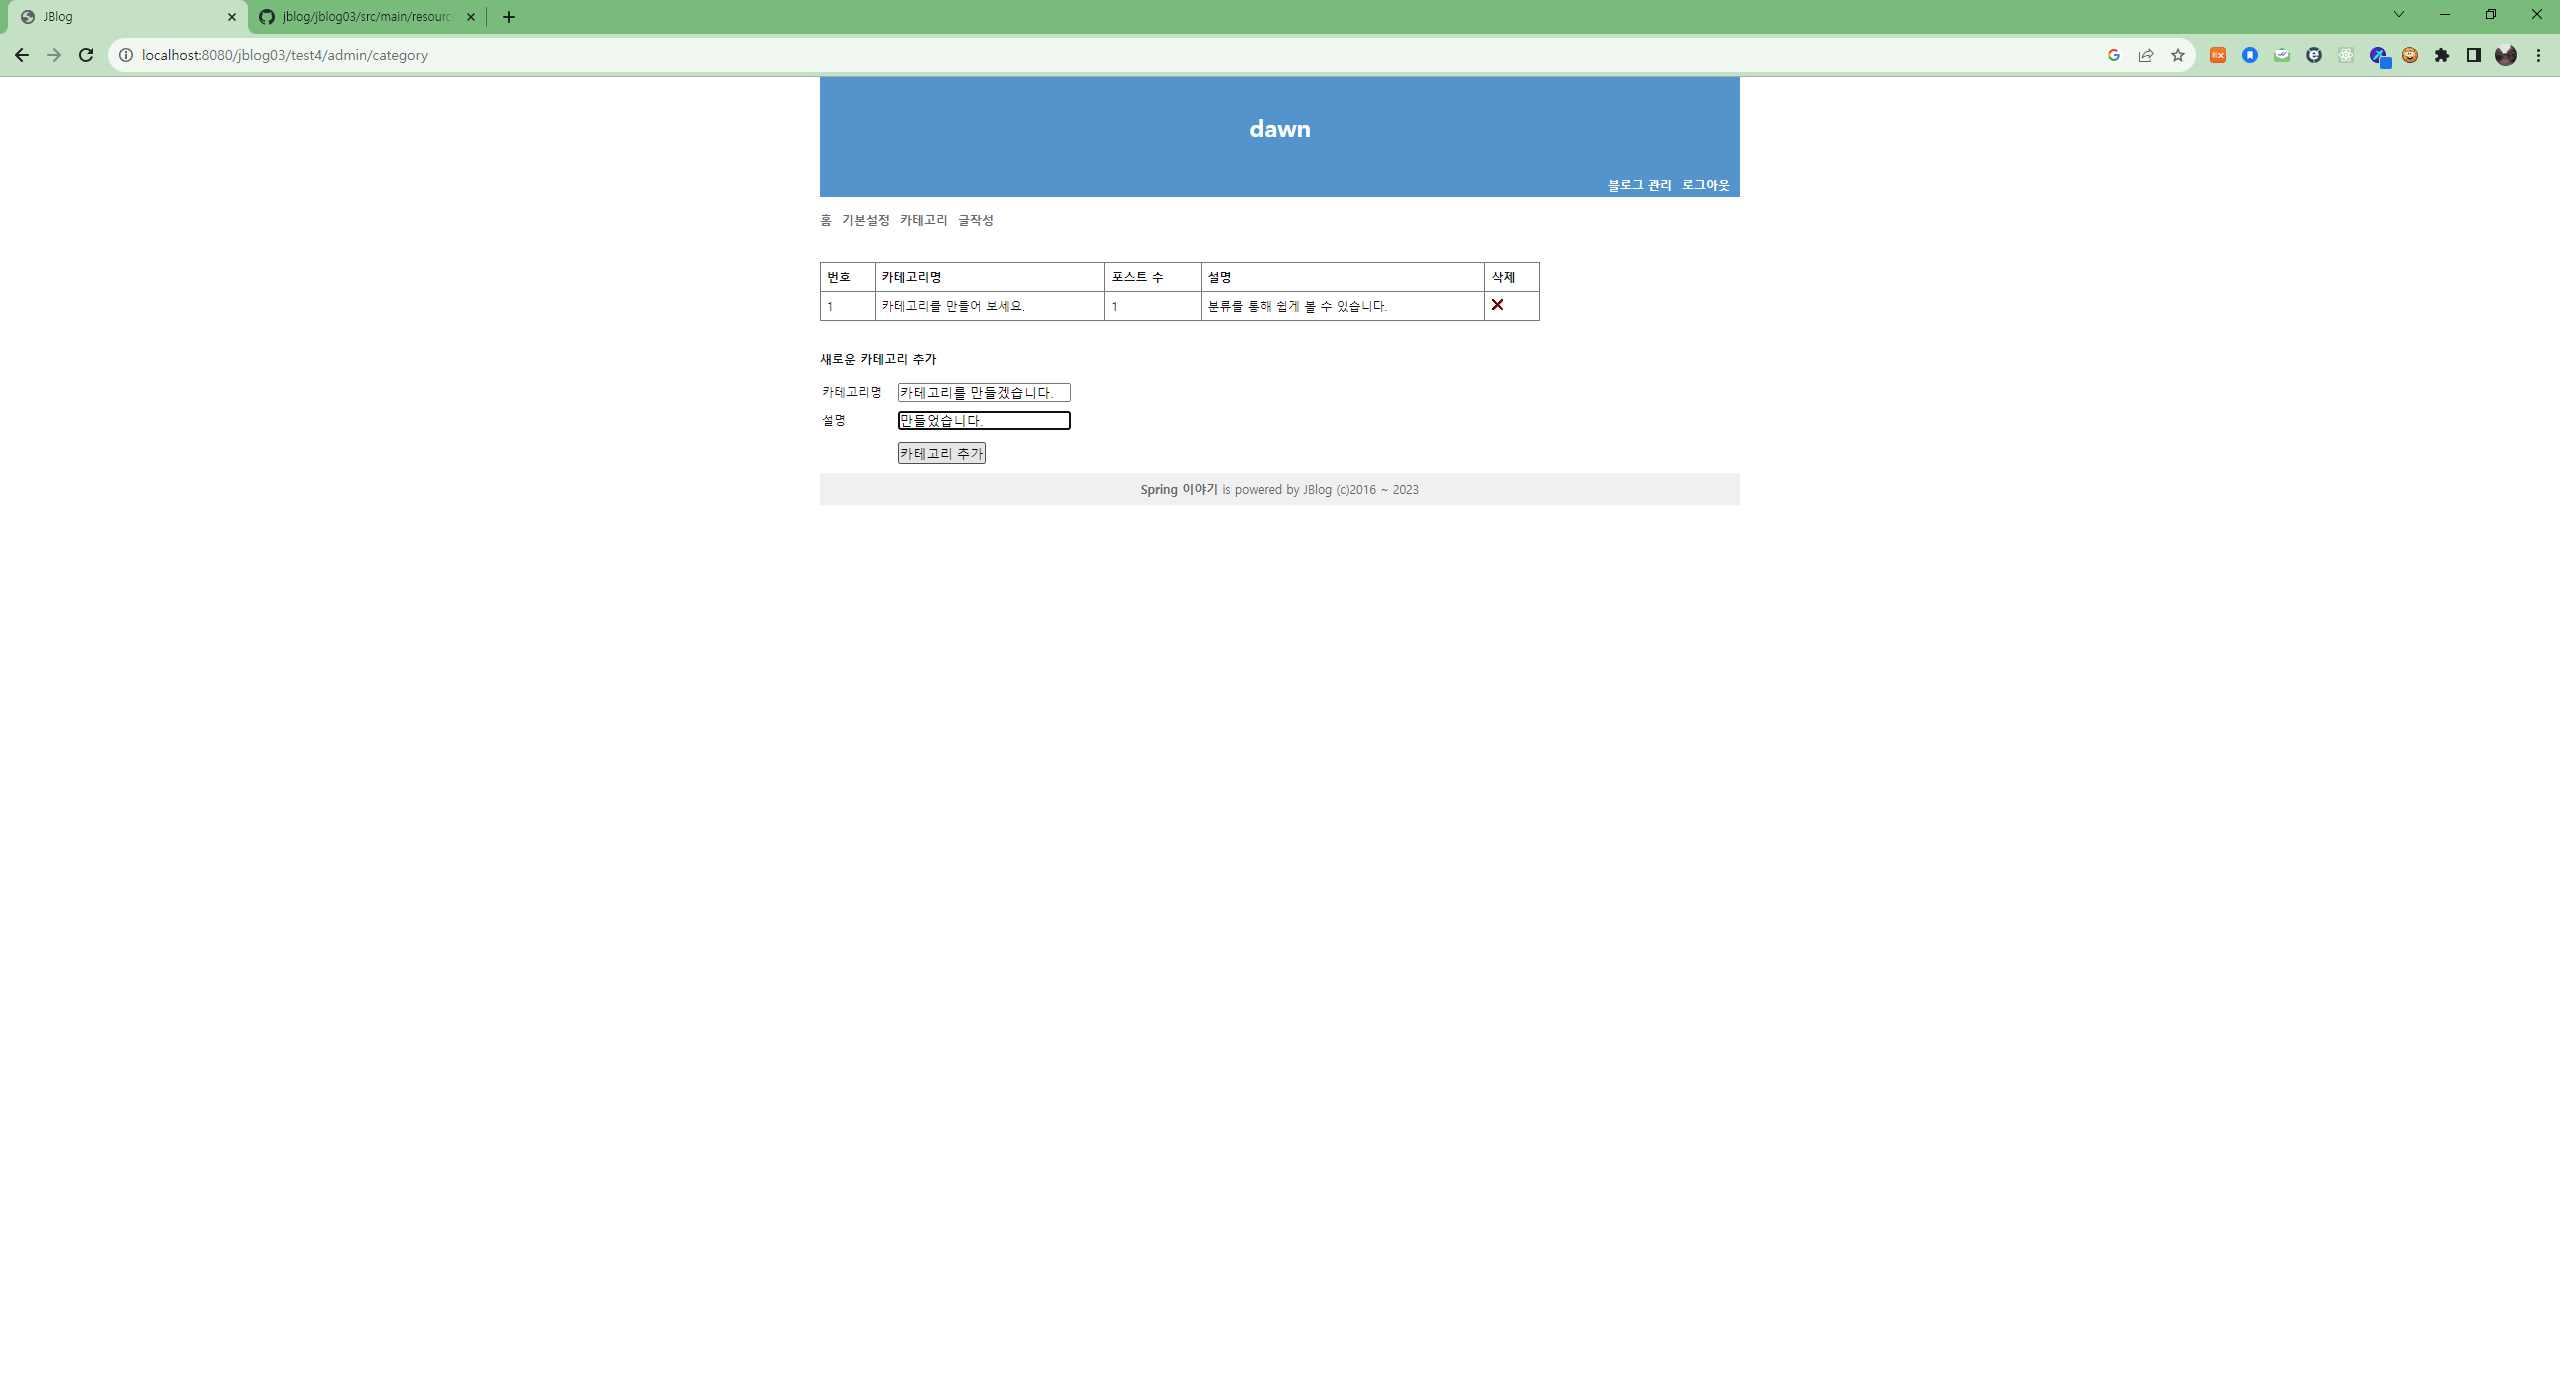 JBlog
jblog/jblog03/src/main/resourc
localhost:8080/jblog03/test4/admin/category
dawn
블로그 관리 로그아웃
홈 기본설정 카테고리 글작성
번호 카테고리명 포스트 수 설명 삭제
1 카테고리를 만들어 보세요. 1 분류를 통해 쉽게 볼 수 있습니다.
새로운 카테고리 추가
카테고리명 카테고리를 만들겠습니다.
설명 만들었습니다.
카테고리 추가
Spring 이야기 is powered by JBlog (c)2016 ~ 2023